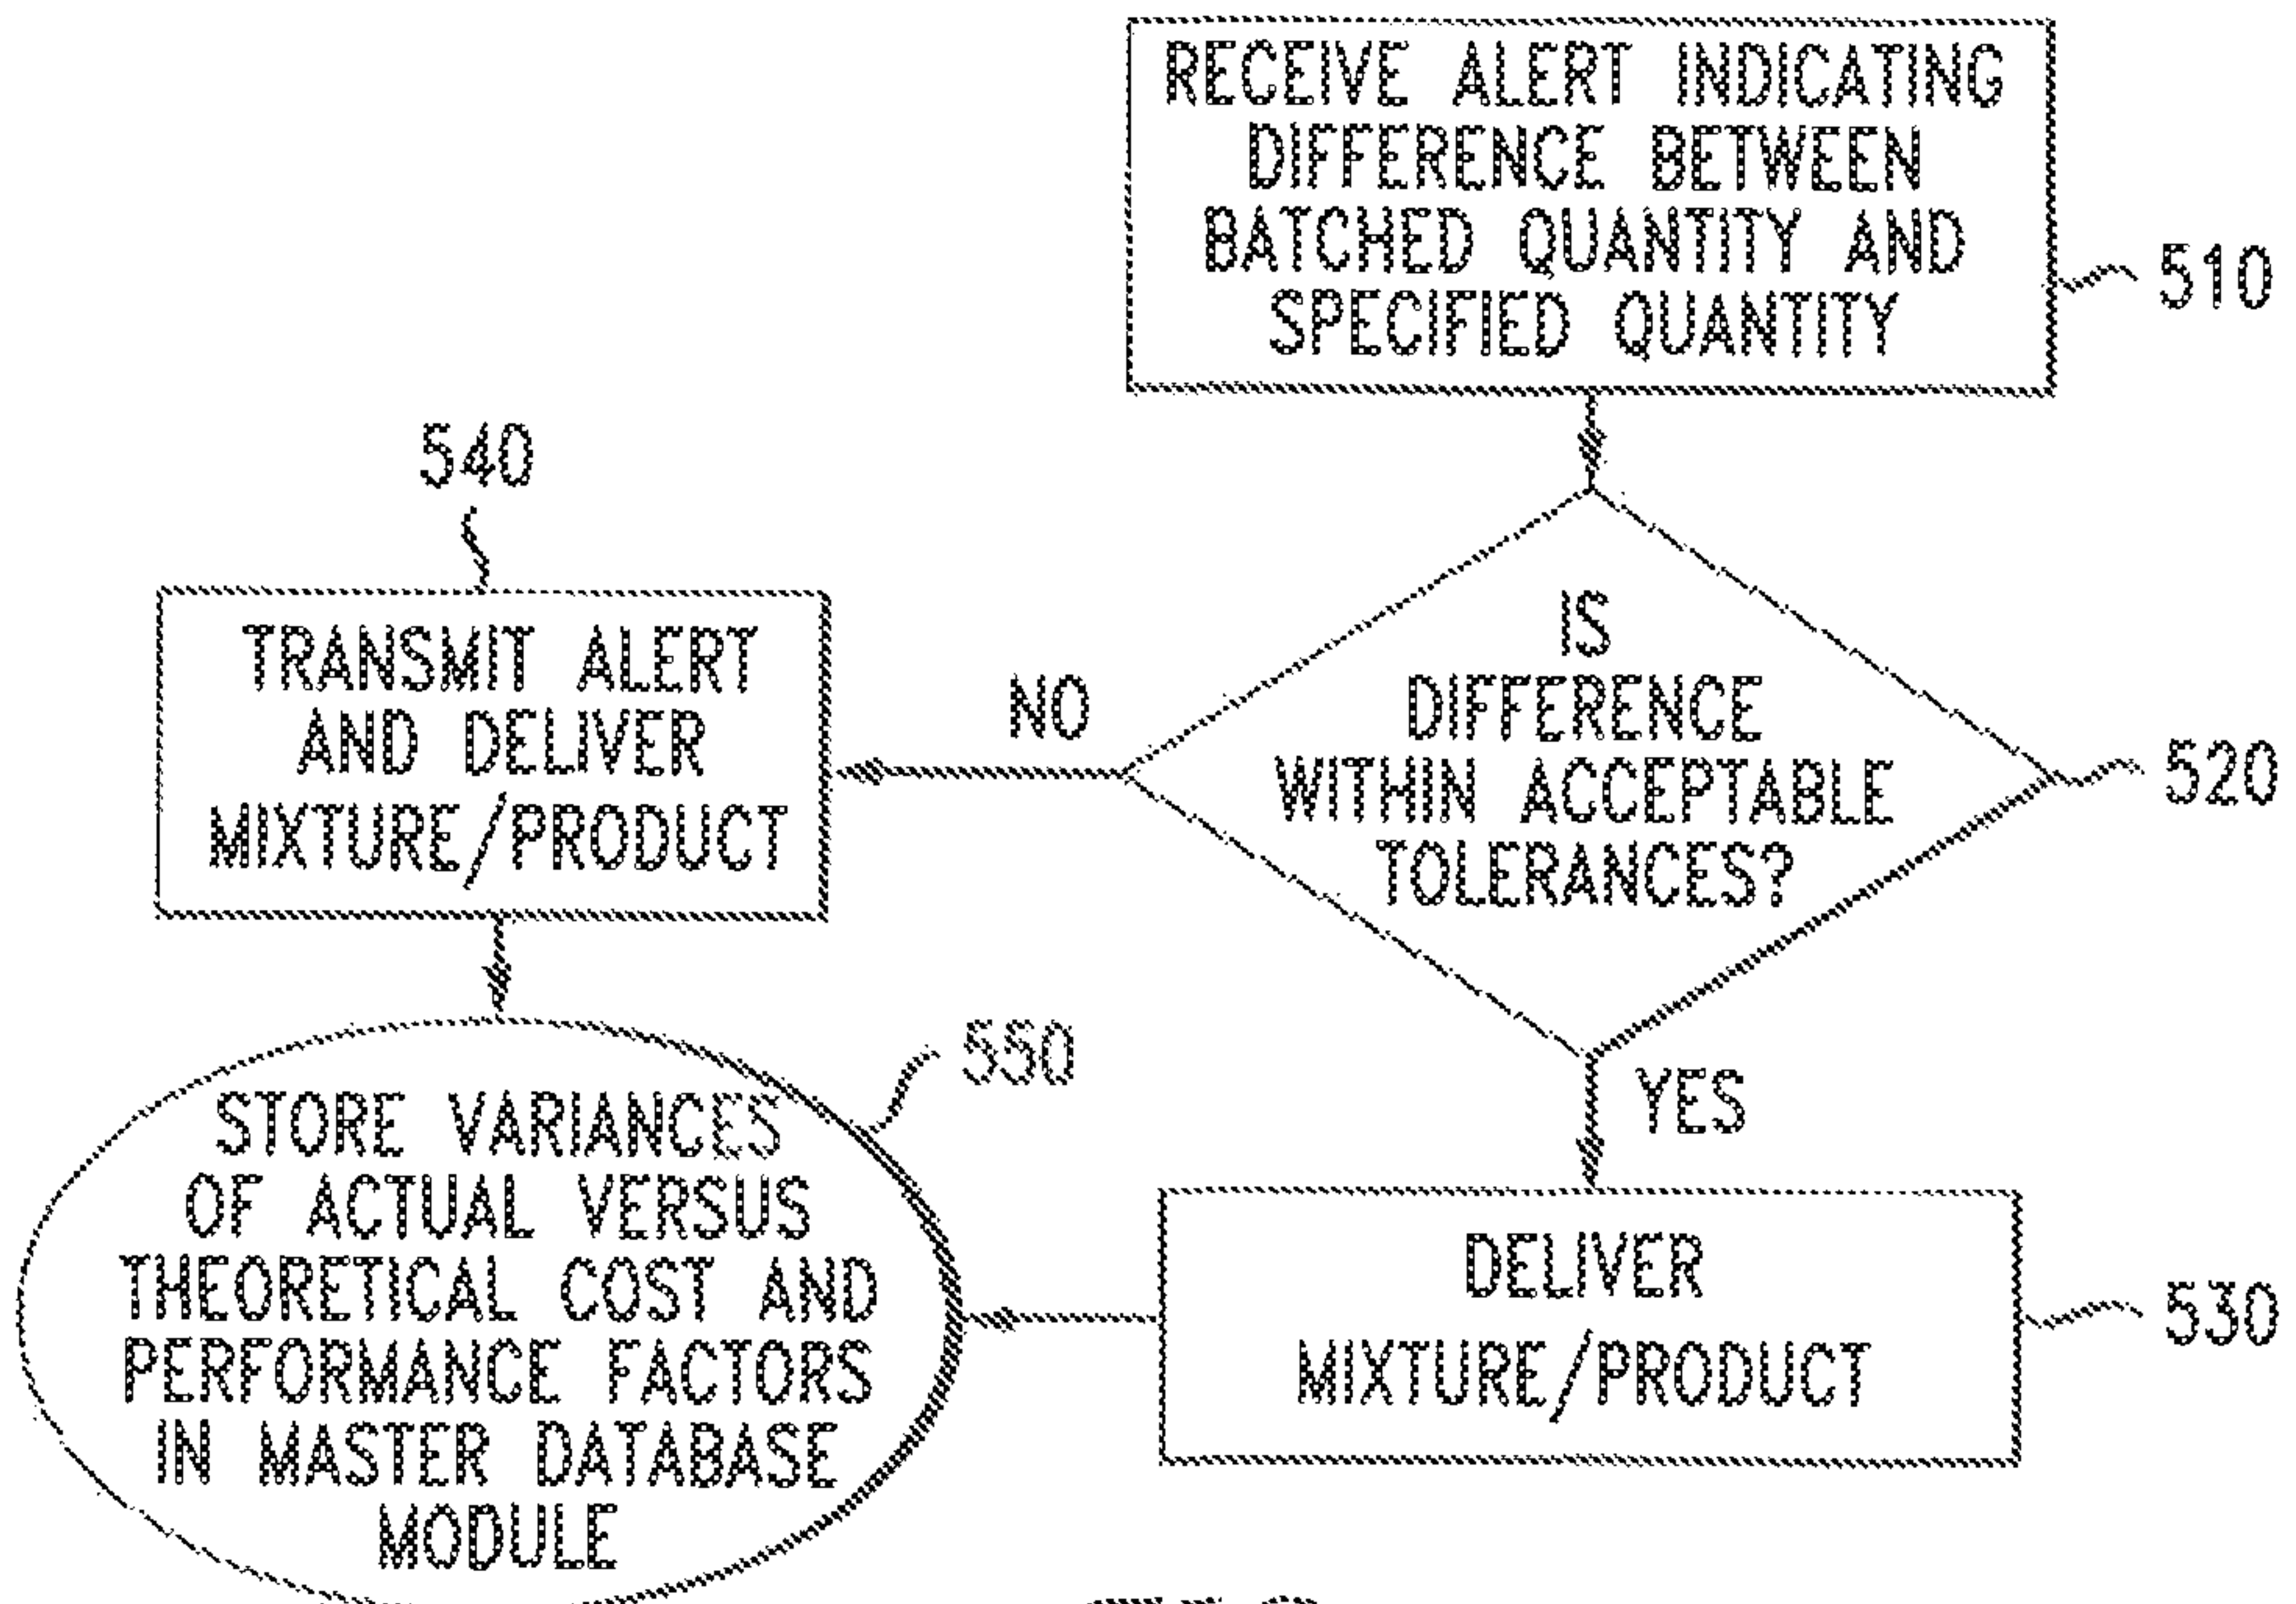 RECEIVE ALERT INDICATING
DIFFERENCE BETWEEN
BATCHED QUANTITY AND
SPECIFIED QUANTITY
510
540
TRANSMIT ALERT
AND DELIVER
MIXTURE/PRODUCT
NO
IS
DIFFERENCE
WITHIN ACCEPTABLE
TOLERANCES?
520
YES
550
STORE VARIANCES
OF ACTUAL VERSUS
THEORETICAL COST AND
PERFORMANCE FACTORS
IN MASTER DATABASE
MODULE
DELIVER
MIXTURE/PRODUCT
530